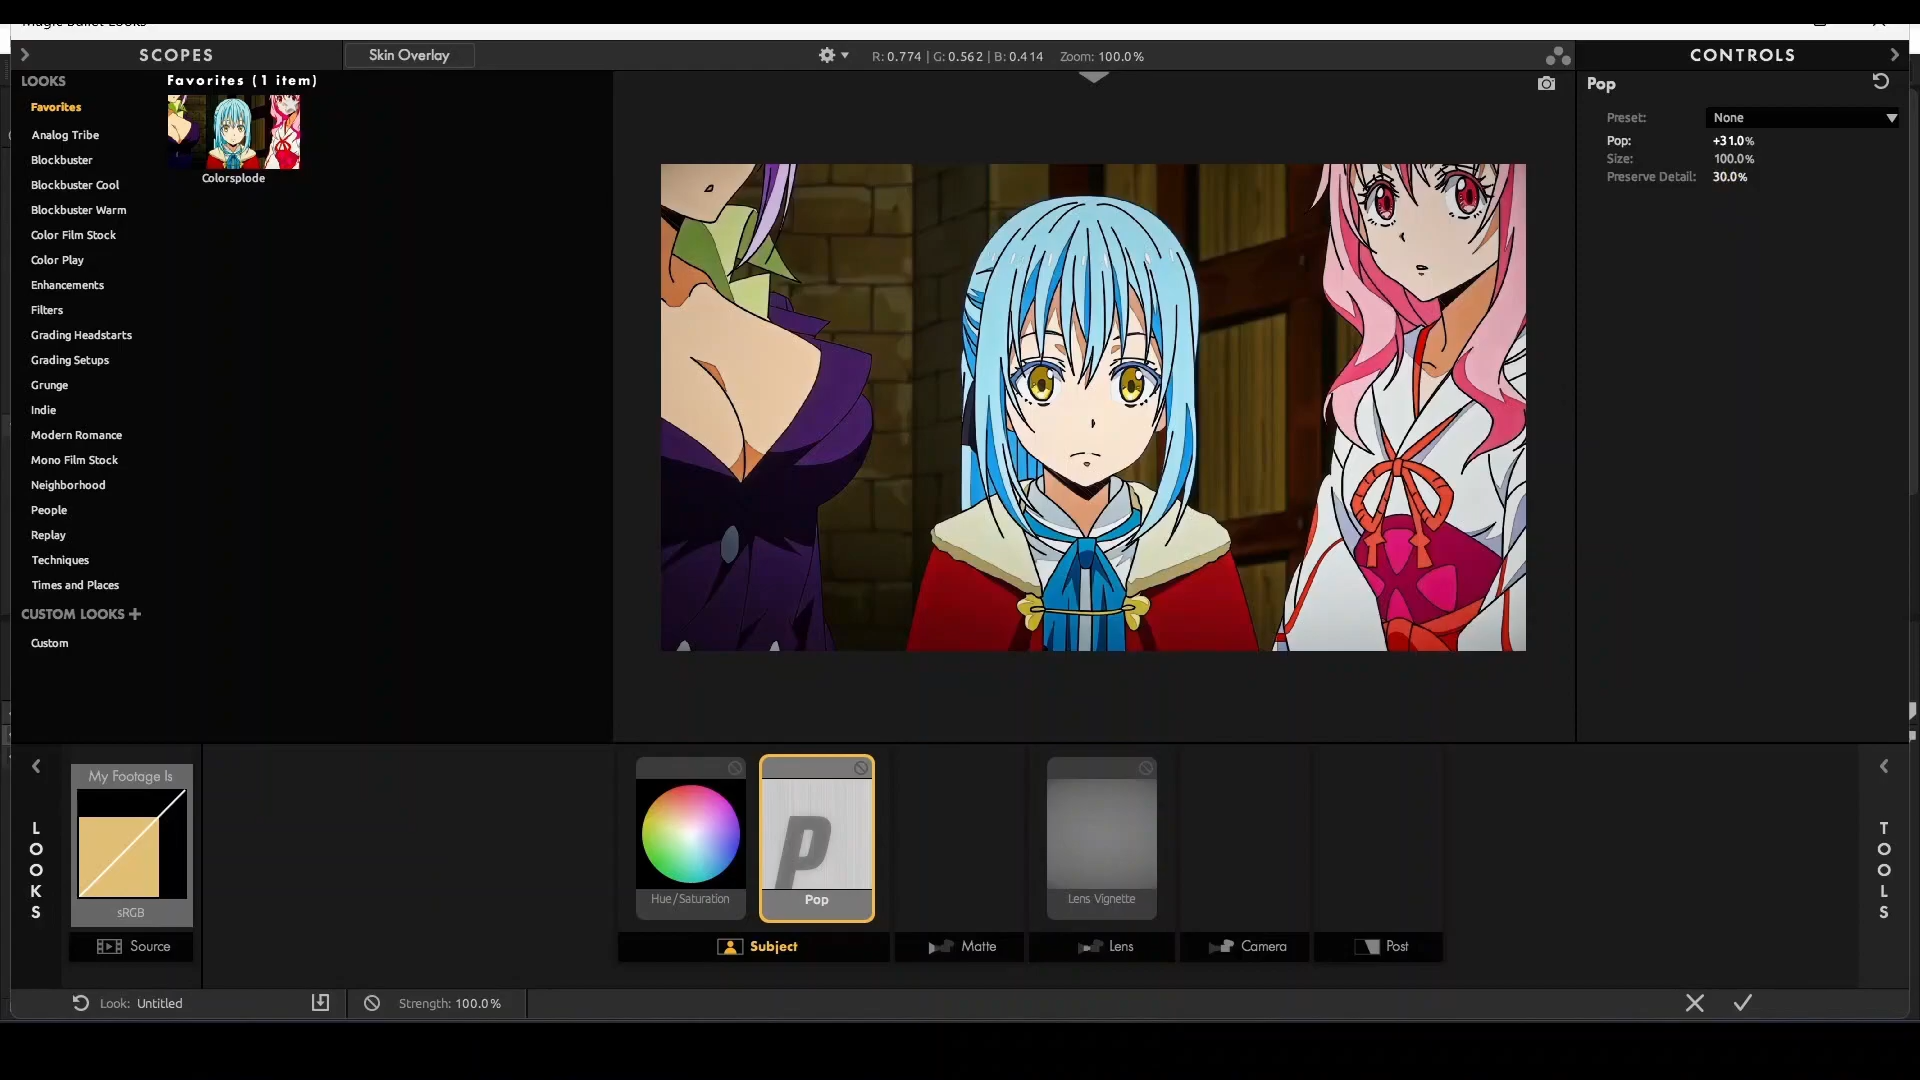 Magic Bullet Looks
SCOPES
Skin Overlay
R: 0.774 | G: 0.562 | B: 0.414 Zoom: 100.0%
CONTROLS
LOOKS
Favorites
Analog Tribe
Blockbuster
Blockbuster Cool
Blockbuster Warm
Color Film Stock
Color Play
Enhancements
Filters
Grading Headstarts
Grading Setups
Grunge
Indie
Modern Romance
Mono Film Stock
Neighborhood
People
Replay
Techniques
Times and Places
CUSTOM LOOKS
Custom
Favorites (1 item)
Colorsplode
Pop
Preset: None
Pop: +31.0%
Size: 100.0%
Preserve Detail: 30.0%
LOOKS
My Footage Is
sRGB
Source
Hue/Saturation
P
Pop
Lens Vignette
Subject
Matte
Lens
Camera
Post
TOOLS
Look: Untitled
Strength: 100.0%